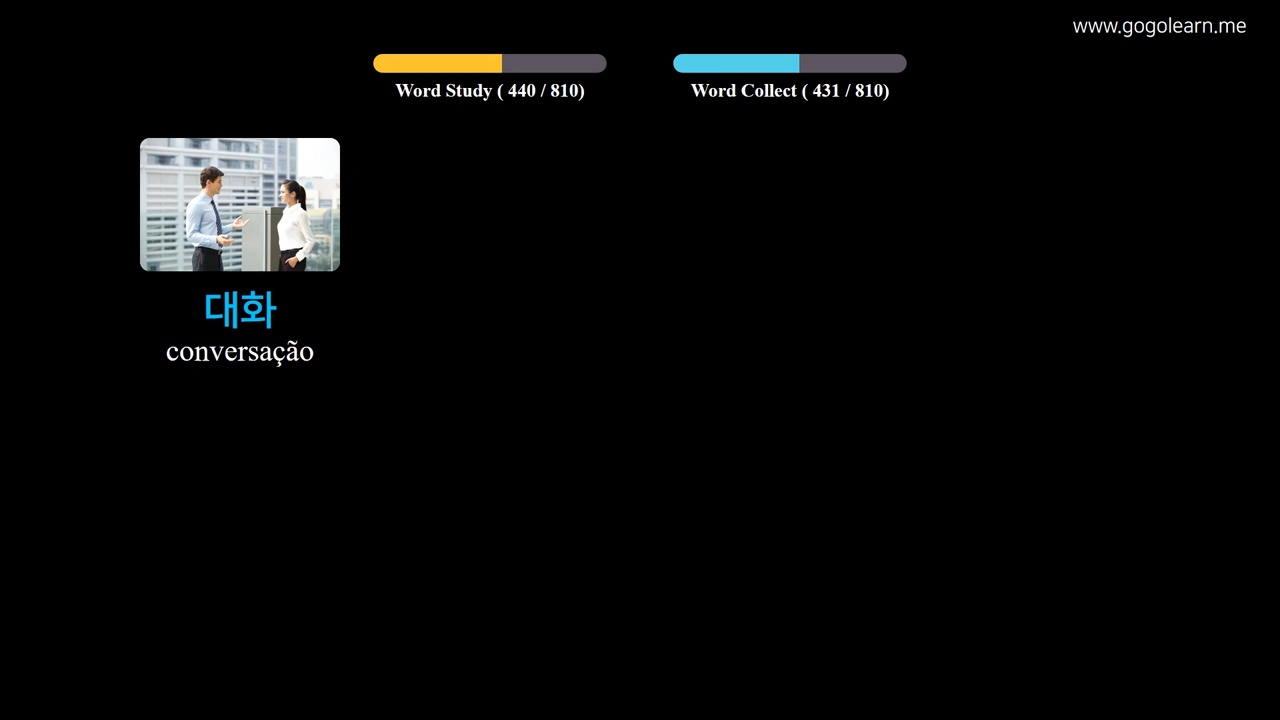 www.gogolearn.me
Word Study ( 440 / 810)
Word Collect ( 431 / 810)
대화
conversação